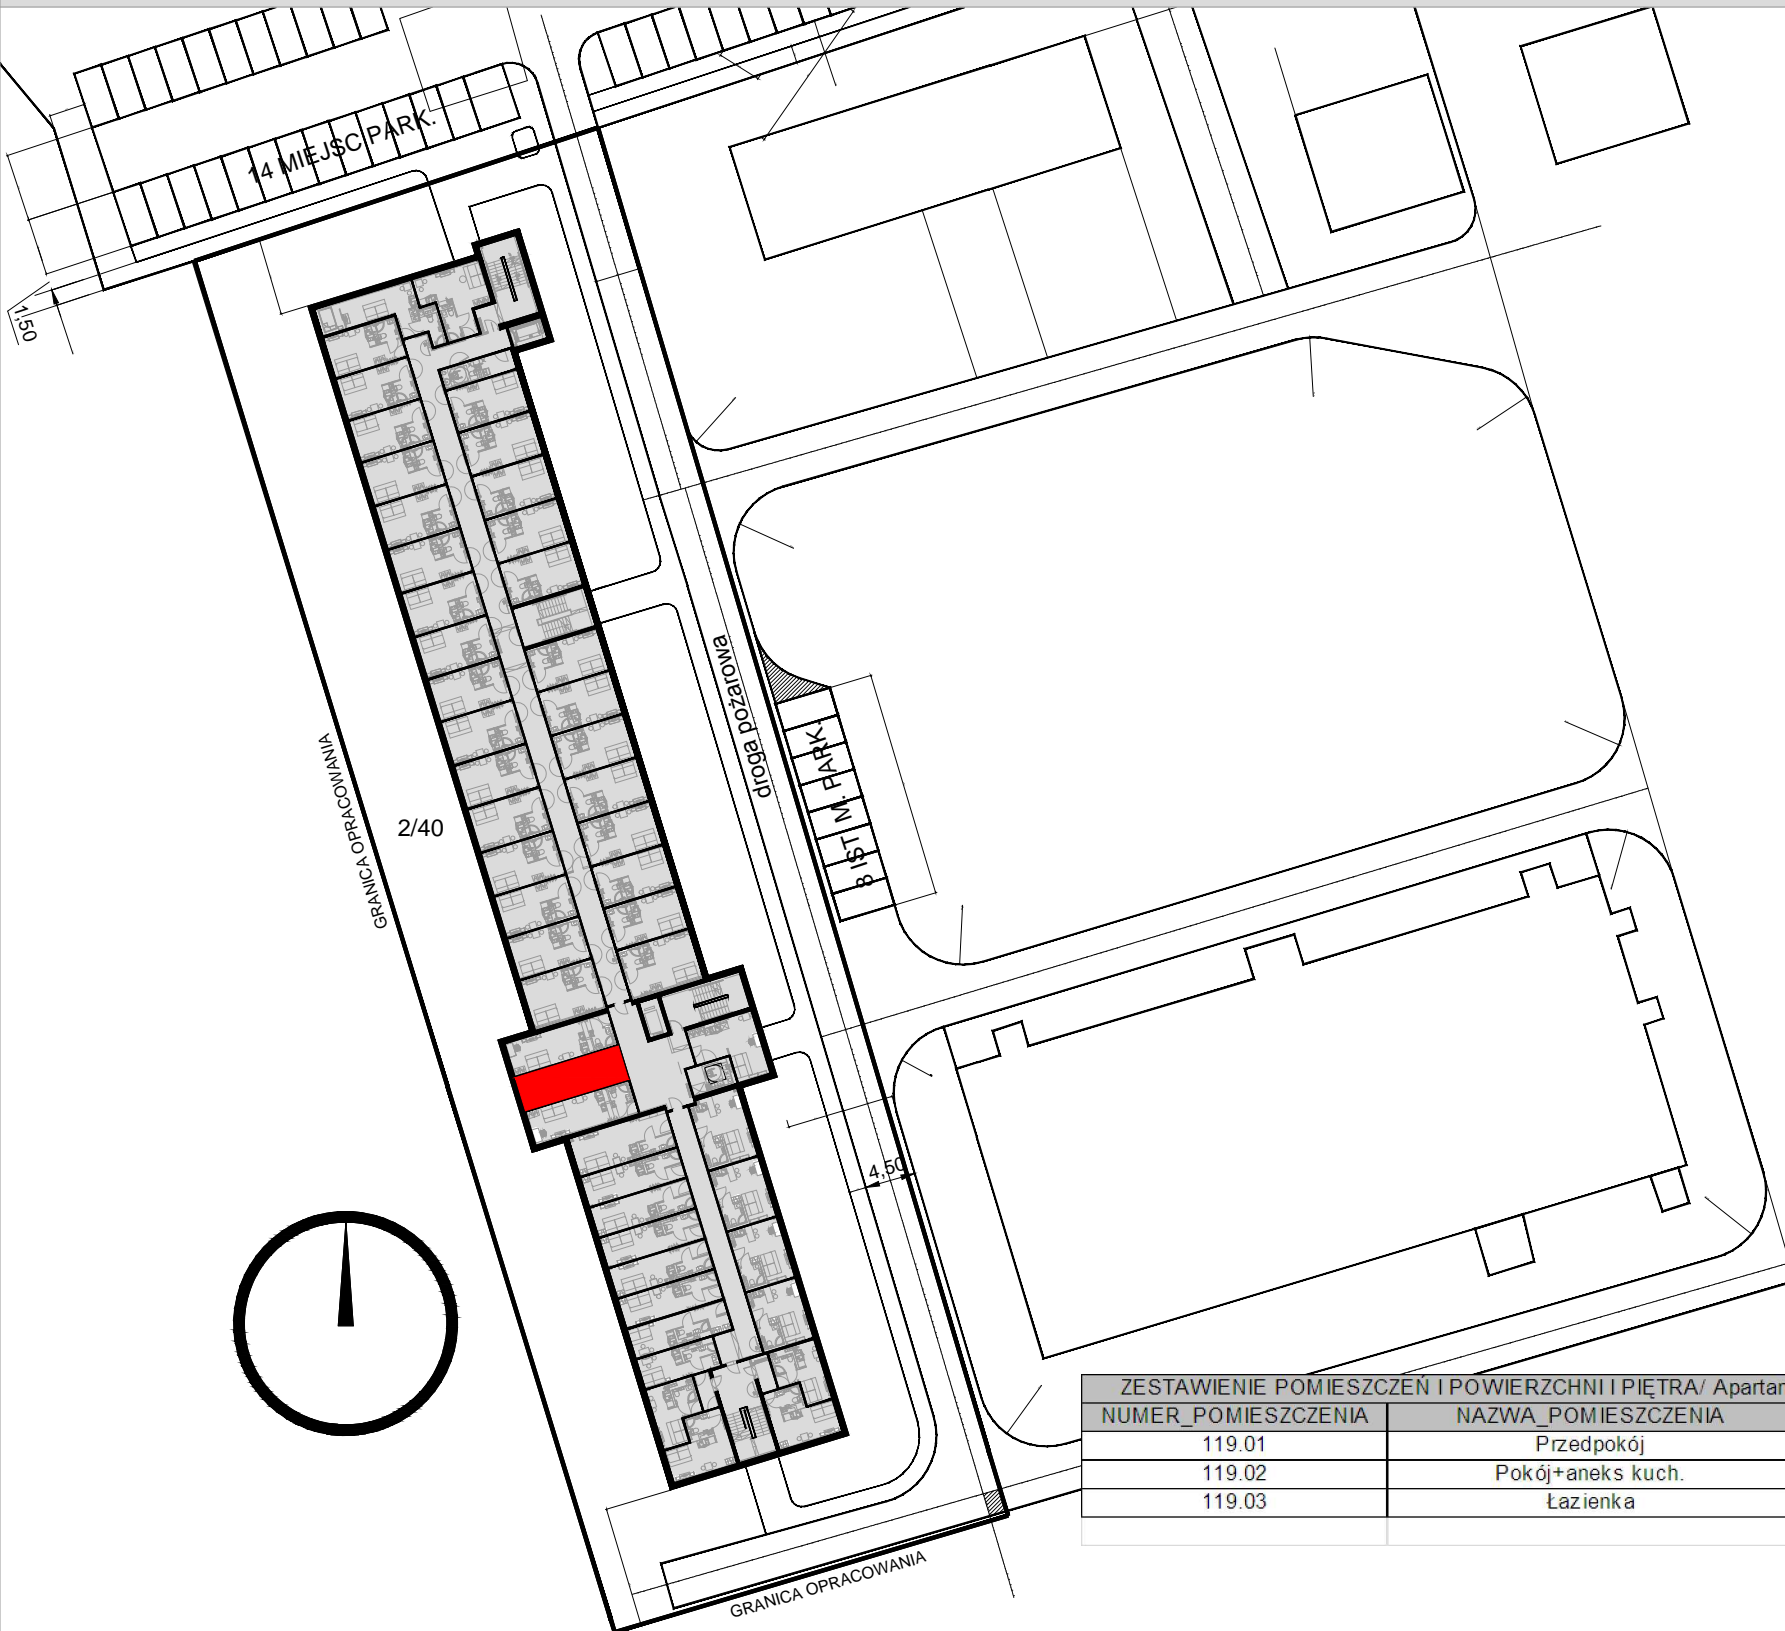 14 MIEJSC PARK.
1,50
droga pożarowa
GRANICA OPRACOWANIA
2/40
8 IST M. PARK.
4,50
ZESTAWIENIE POMIESZCZEŃ I POWIERZCHNI I PIĘTRA/ Apartam
NUMER_POMIESZCZENIA NAZWA_POMIESZCZENIA
119.01 Przedpokój
119.02 Pokój+aneks kuch.
119.03 Łazienka
GRANICA OPRACOWANIA